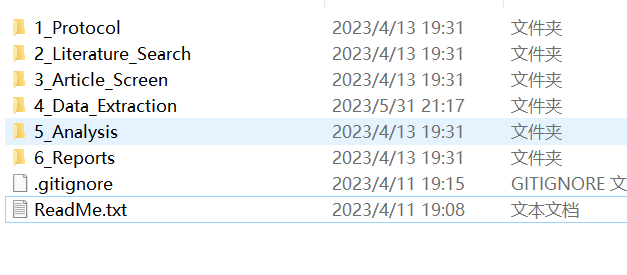 1_Protocol 2023/4/13 19:31 文件夹
2_Literature_Search 2023/4/13 19:31 文件夹
3_Article_Screen 2023/4/13 19:31 文件夹
4_Data_Extraction 2023/5/31 21:17 文件夹
5_Analysis 2023/4/13 19:31 文件夹
6_Reports 2023/4/13 19:31 文件夹
.gitignore 2023/4/11 19:15 GITIGNORE 文
ReadMe.txt 2023/4/11 19:08 文本文档